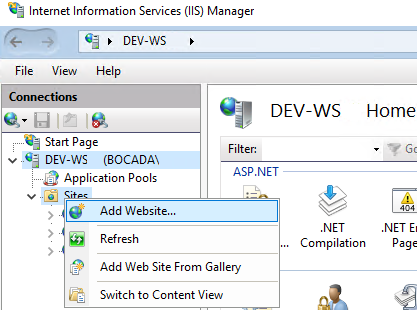 Internet Information Services (IIS) Manager
DEV-WS
File View Help
Connections
Start Page
DEV-WS (BOCADA\
Application Pools
Sites
Add Website...
Refresh
Add Web Site From Gallery
Switch to Content View
DEV-WS Home
Filter:
ASP.NET
.NET
Compilation
404
.NET
Page